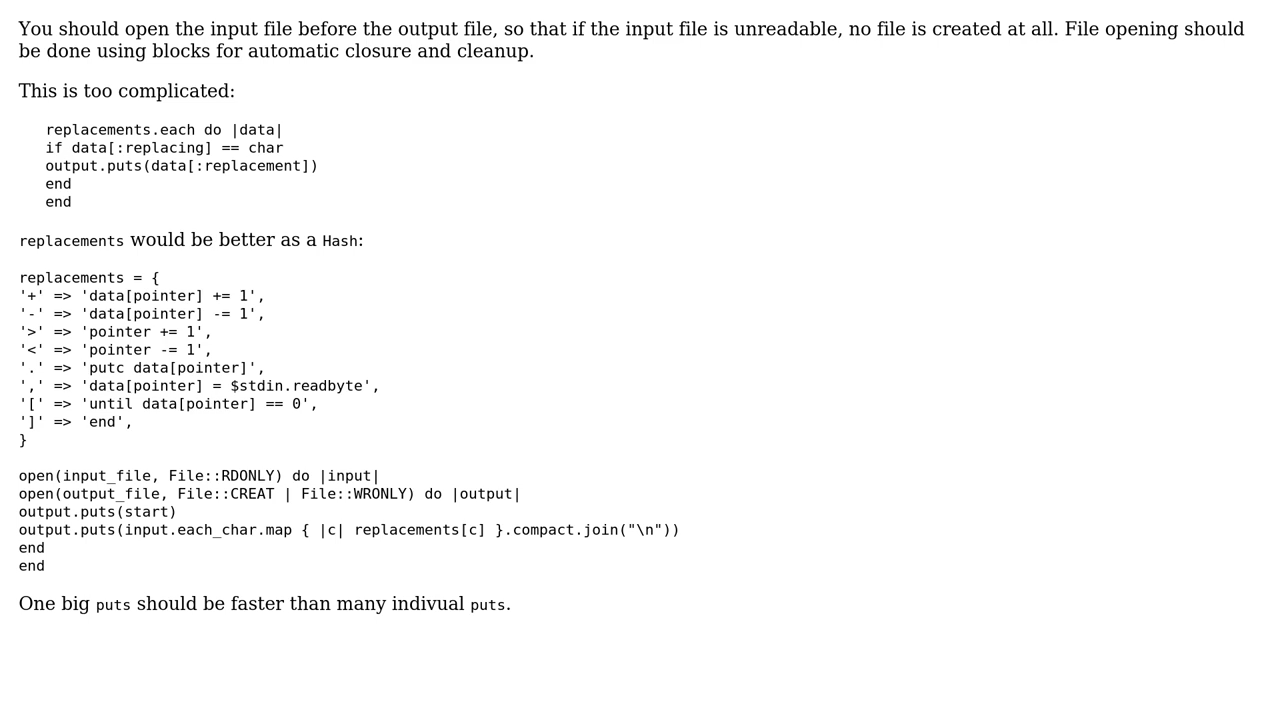 You should open the input file before the output file, so that if the input file is unreadable, no file is created at all. File opening should
be done using blocks for automatic closure and cleanup.
This is too complicated:
replacements.each do |data|
if data[:replacing] == char
output.puts(data[:replacement])
end
end
replacements would be better as a Hash:
replacements = {
'+' => 'data[pointer] += 1',
'-' => 'data[pointer] -= 1',
'>' => 'pointer += 1',
'<' => 'pointer -= 1',
'.' => 'putc data[pointer]',
',' => 'data[pointer] = $stdin.readbyte',
'[' => 'until data[pointer] == 0',
']' => 'end',
}
open(input_file, File::RDONLY) do |input|
open(output_file, File::CREAT | File::WRONLY) do |output|
output.puts(start)
output.puts(input.each_char.map { |c| replacements[c] }.compact.join("\n"))
end
end
One big puts should be faster than many indivual puts.